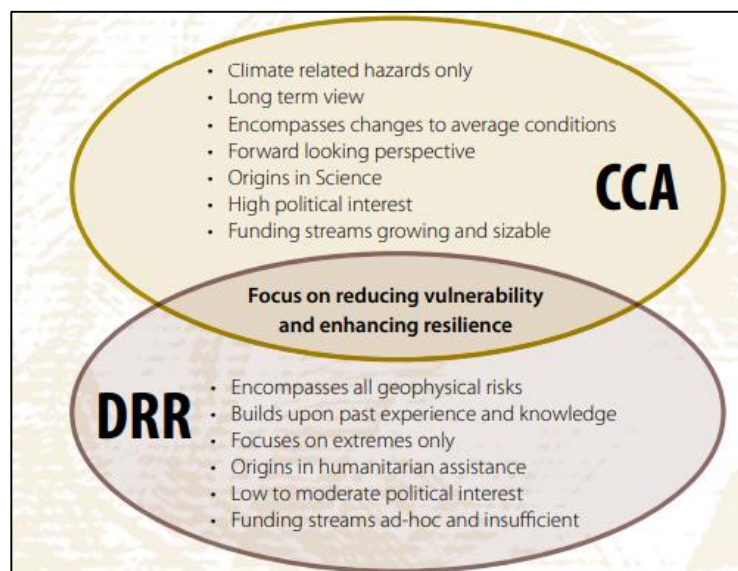 • Climate related hazards only
• Long term view
• Encompasses changes to average conditions
• Forward looking perspective
• Origins in Science
• High political interest
• Funding streams growing and sizable
CCA
Focus on reducing vulnerability
and enhancing resilience
DRR
• Encompasses all geophysical risks
• Builds upon past experience and knowledge
• Focuses on extremes only
• Origins in humanitarian assistance
• Low to moderate political interest
• Funding streams ad-hoc and insufficient